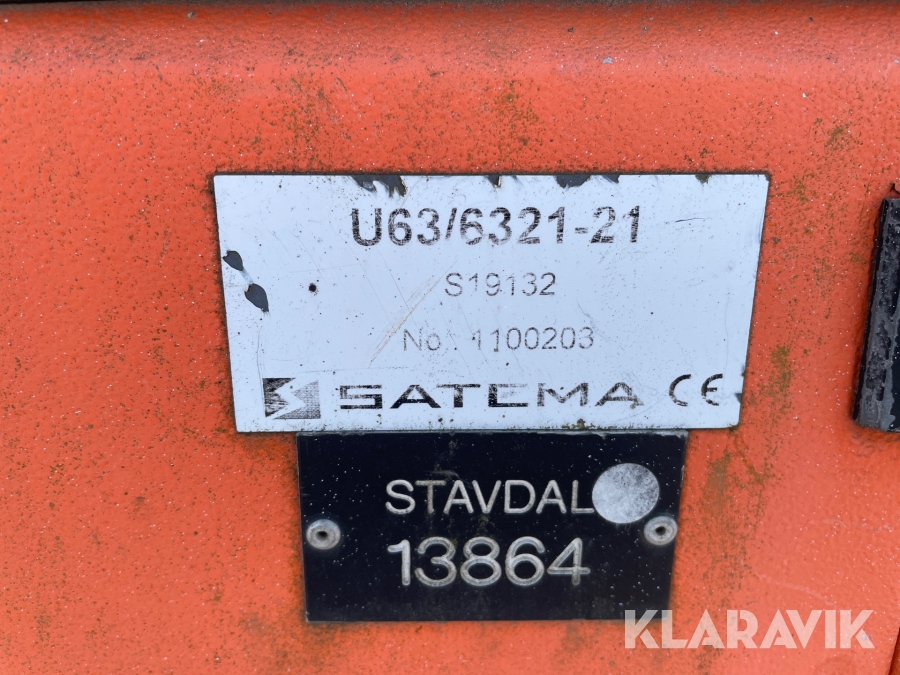 U63/6321-21
S19132
No: 1100203
SATEMA CE
STAVDAL
13864
KLARAVIK